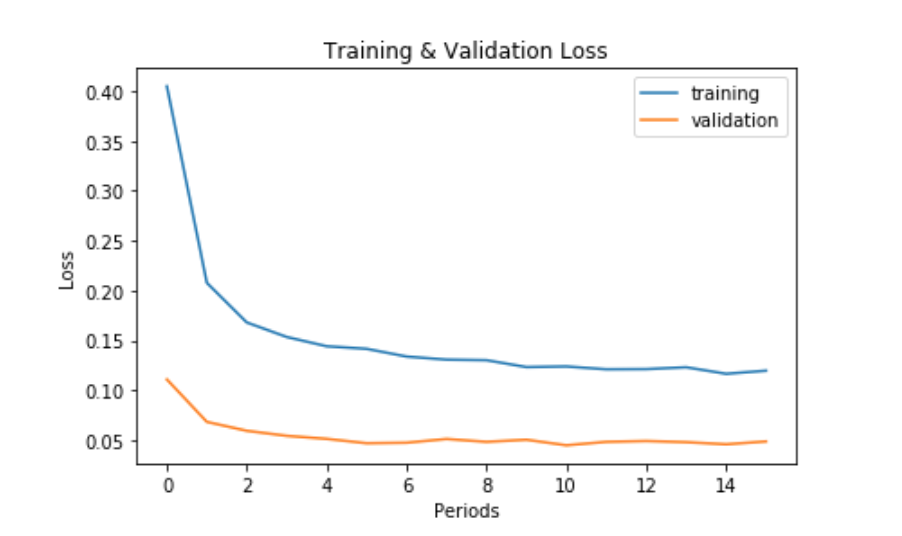 Training & Validation Loss
training
validation
0.40
0.35
0.30
0.25
0.20
0.15
0.10
0.05
Loss
0 2 4 6 8 10 12 14
Periods